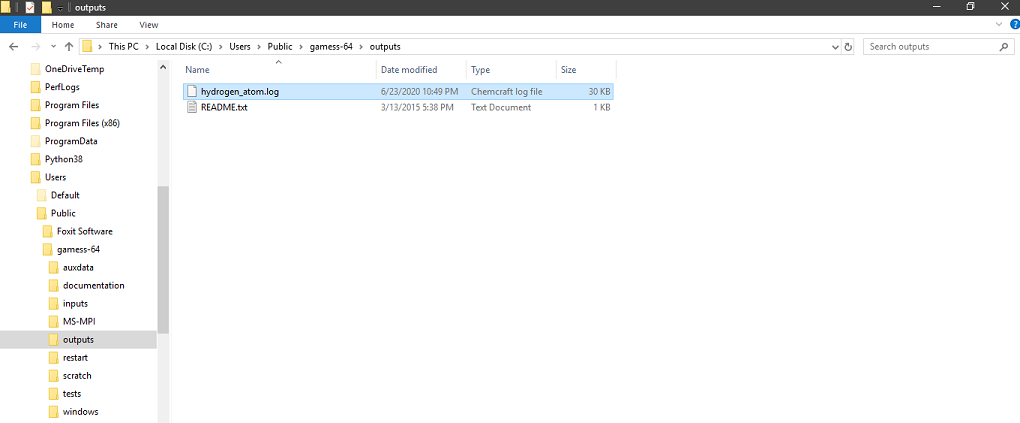 outputs
File Home Share View
This PC Local Disk (C:) Users Public gamess-64 outputs Search outputs
Name Date modified Type Size
hydrogen_atom.log 6/23/2020 10:49 PM Chemcraft log file 30 KB
README.txt 3/13/2015 5:38 PM Text Document 1 KB
OneDriveTemp
PerfLogs
Program Files
Program Files (x86)
ProgramData
Python38
Users
Default
Public
Foxit Software
gamess-64
auxdata
documentation
inputs
MS-MPI
outputs
restart
scratch
tests
windows